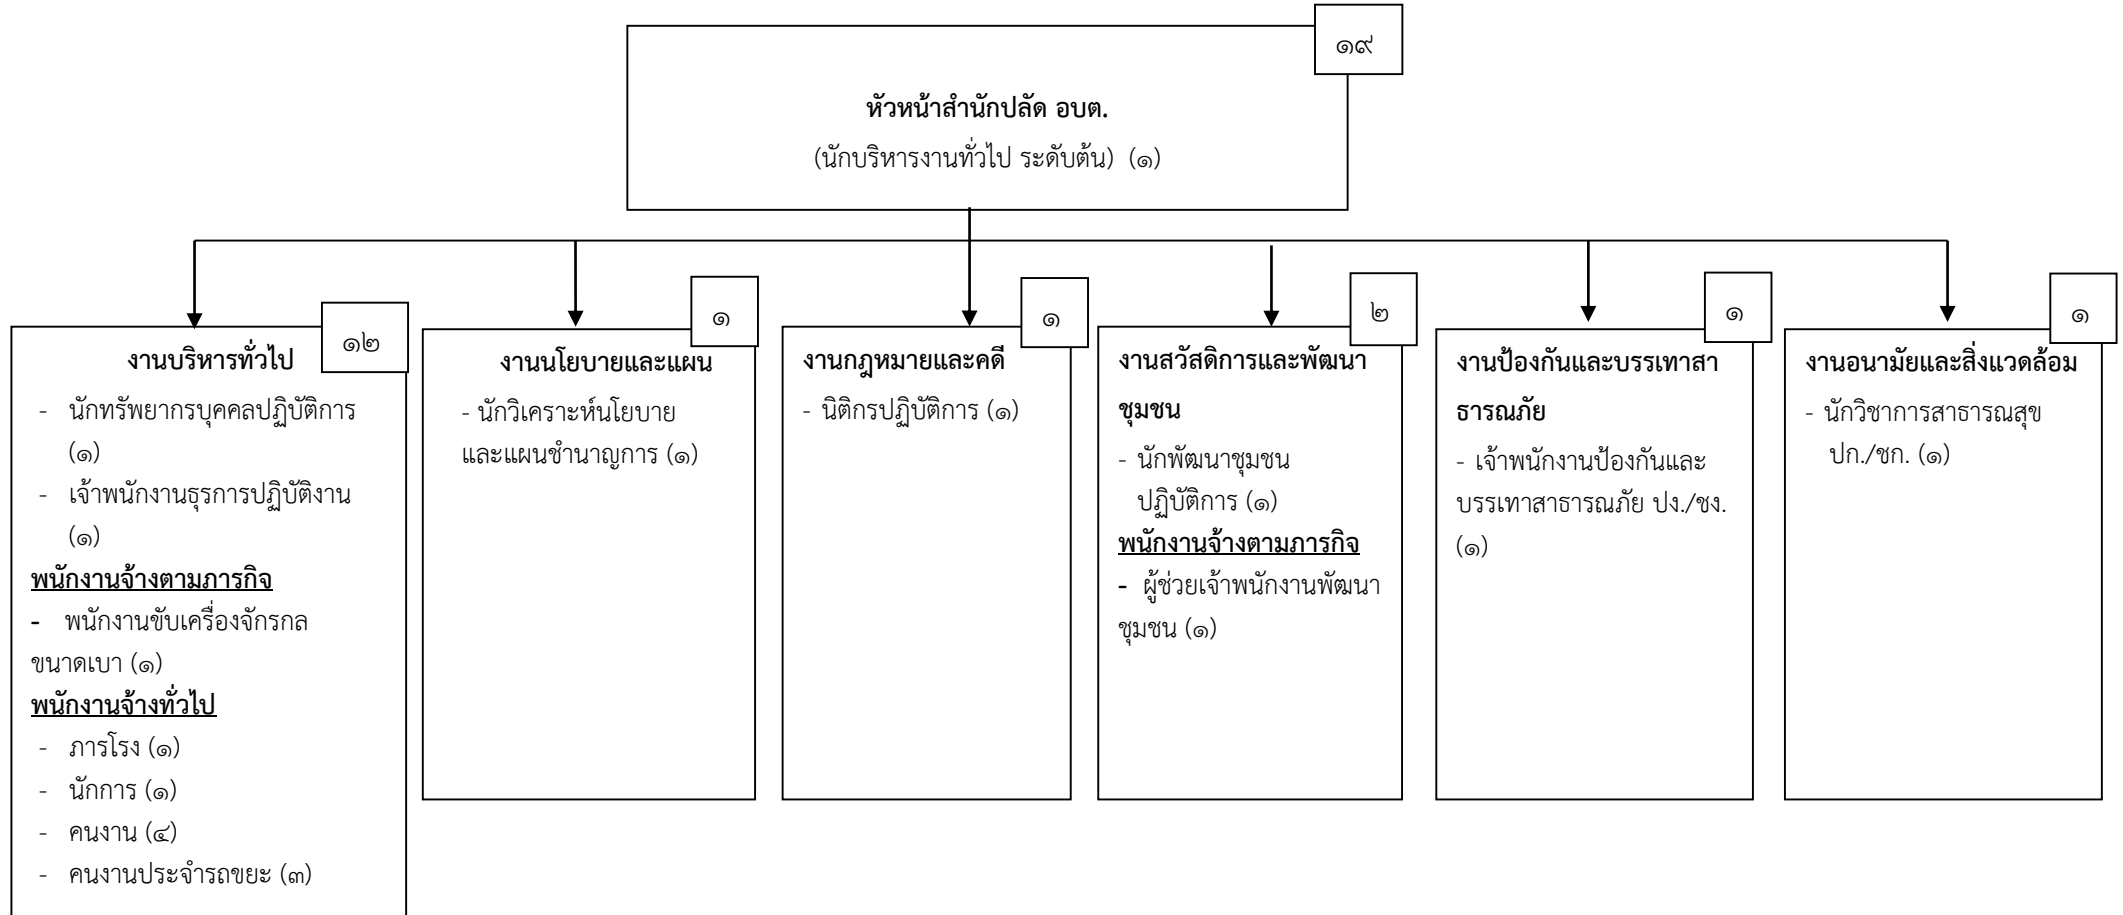 ๑๙
หัวหน้าสำนักปลัด อบต.
(นักบริหารงานทั่วไป ระดับต้น) (๑)
๑๒
งานบริหารทั่วไป
- นักทรัพยากรบุคคลปฏิบัติการ
(๑)
- เจ้าพนักงานธุรการปฏิบัติงาน
(๑)
พนักงานจ้างตามภารกิจ
- พนักงานขับเครื่องจักรกล
ขนาดเบา (๑)
พนักงานจ้างทั่วไป
- ภารโรง (๑)
- นักการ (๑)
- คนงาน (๔)
- คนงานประจำรถขยะ (๓)
๑
งานนโยบายและแผน
- นักวิเคราะห์นโยบาย
และแผนชำนาญการ (๑)
๑
งานกฎหมายและคดี
- นิติกรปฏิบัติการ (๑)
๒
งานสวัสดิการและพัฒนา
ชุมชน
- นักพัฒนาชุมชน
ปฏิบัติการ (๑)
พนักงานจ้างตามภารกิจ
- ผู้ช่วยเจ้าพนักงานพัฒนา
ชุมชน (๑)
๑
งานป้องกันและบรรเทาสา
ธารณภัย
- เจ้าพนักงานป้องกันและ
บรรเทาสาธารณภัย ปง./ชง.
(๑)
๑
งานอนามัยและสิ่งแวดล้อม
- นักวิชาการสาธารณสุข
ปก./ชก. (๑)